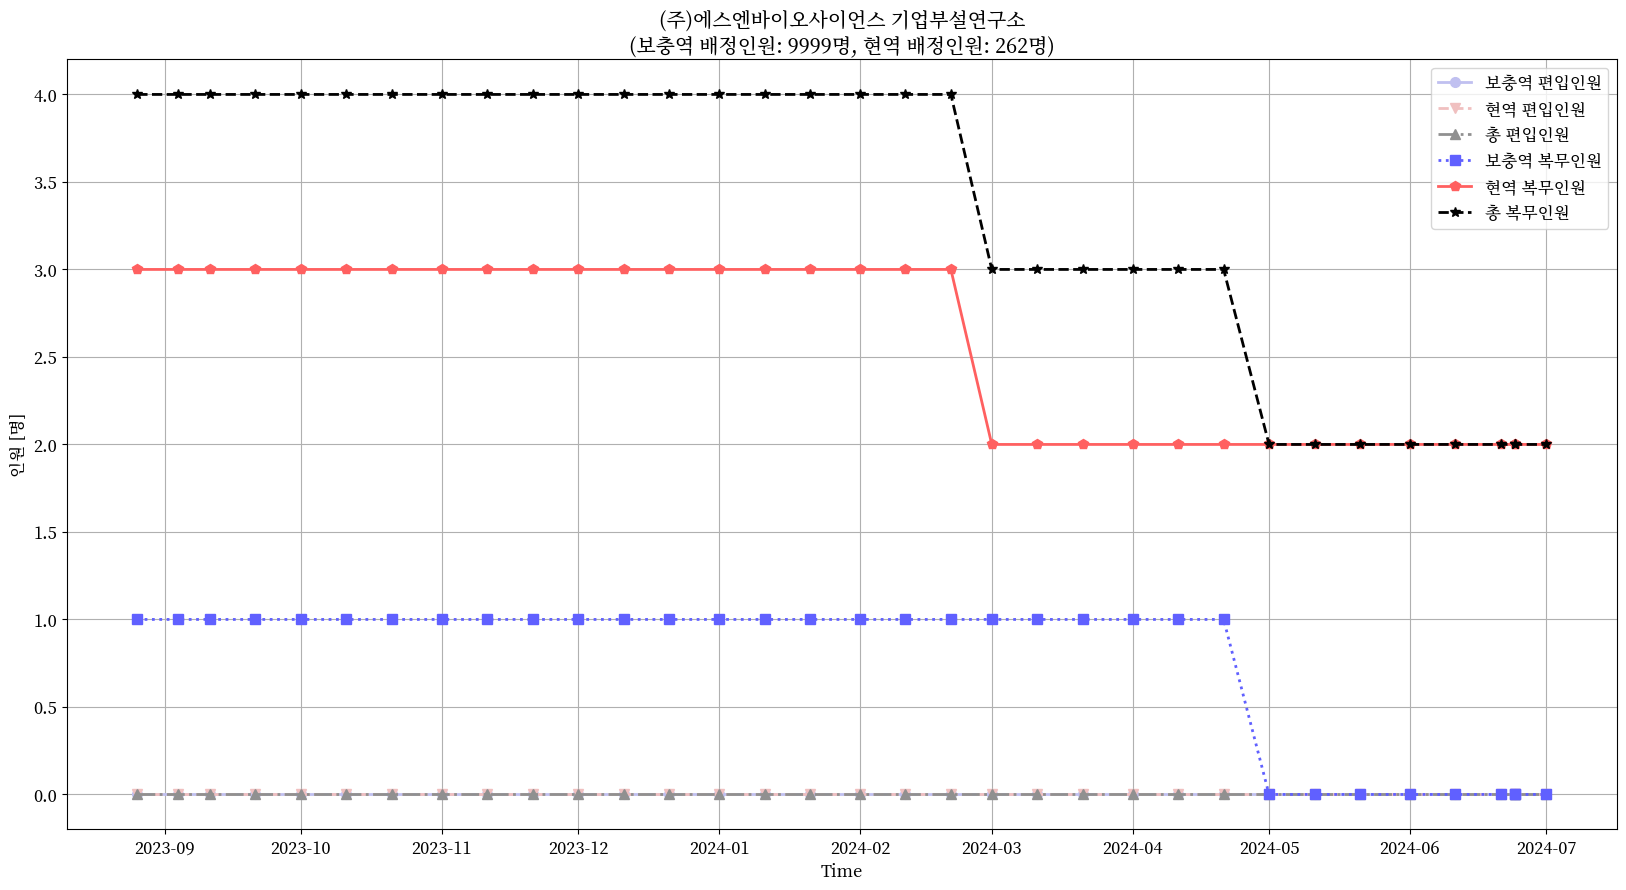 (주)에스엔바이오사이언스 기업부설연구소
(보충역 배정인원: 9999명, 현역 배정인원: 262명)
보충역 편입인원
현역 편입인원
총 편입인원
보충역 복무인원
현역 복무인원
총 복무인원
인원 [명]
4.0
3.5
3.0
2.5
2.0
1.5
1.0
0.5
0.0
2023-09 2023-10 2023-11 2023-12 2024-01 2024-02 2024-03 2024-04 2024-05 2024-06 2024-07
Time